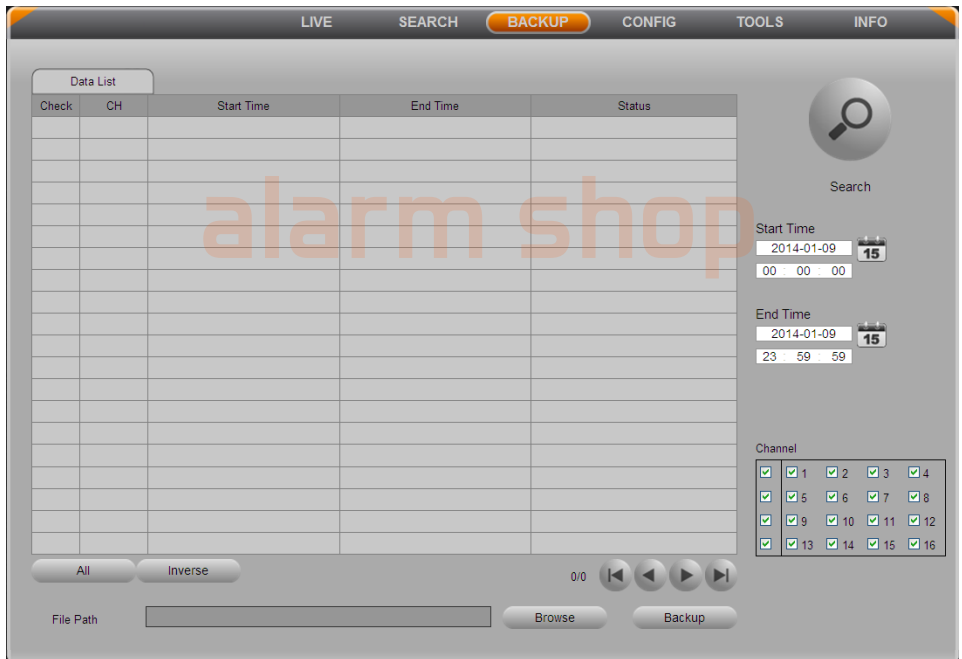 LIVE SEARCH BACKUP CONFIG TOOLS INFO
Data List
Check CH Start Time End Time Status
alarm shop
Search
Start Time
2014-01-09
15
00 : 00 : 00
End Time
2014-01-09
15
23 : 59 : 59
Channel
1 2 3 4
5 6 7 8
9 10 11 12
13 14 15 16
All Inverse 0/0
File Path Browse Backup